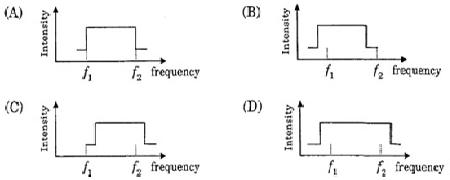 (A)
Intensity
f1
f2
frequency
(B)
Intensity
f1
f2
frequency
(C)
Intensity
f1
f2
frequency
(D)
Intensity
f1
f2
frequency